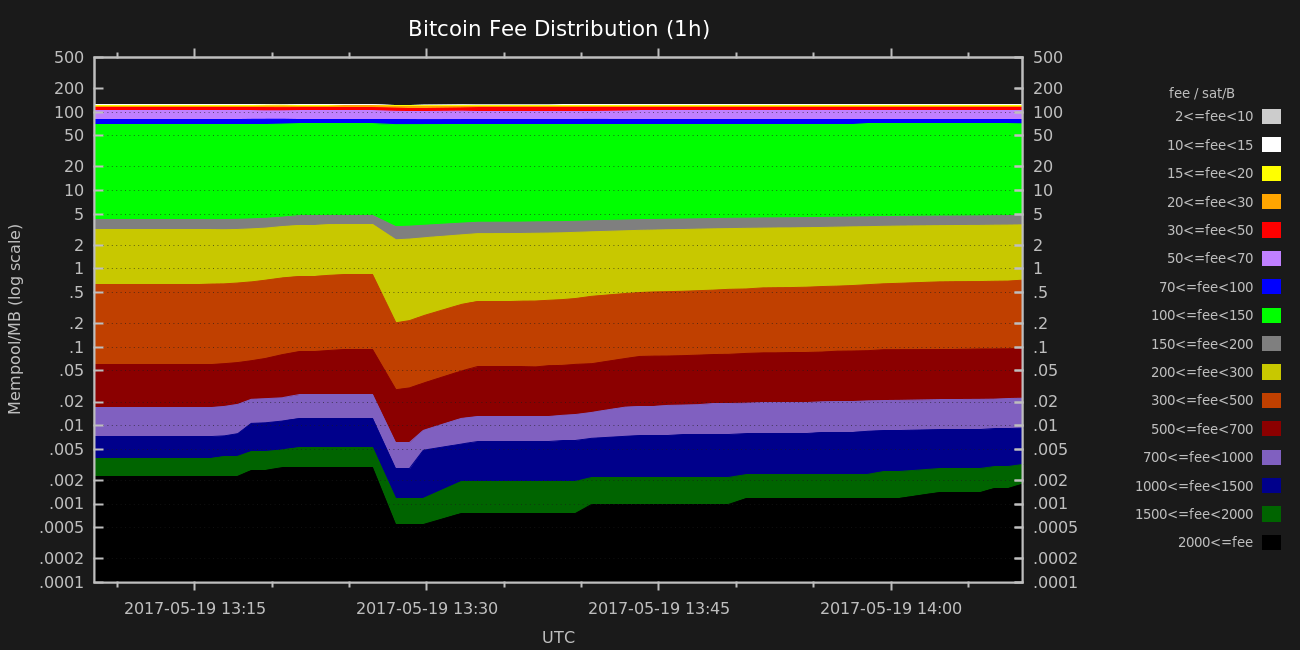 Bitcoin Fee Distribution (1h)
500
200
100
50
20
10
5
2
1
.5
.2
.1
.05
.02
.01
.005
.002
.001
.0005
.0002
.0001
Mempool/MB (log scale)
500
200
100
50
20
10
5
2
1
.5
.2
.1
.05
.02
.01
.005
.002
.001
.0005
.0002
.0001
2017-05-19 13:15
2017-05-19 13:30
2017-05-19 13:45
2017-05-19 14:00
UTC
fee / sat/B
2<=fee<10
10<=fee<15
15<=fee<20
20<=fee<30
30<=fee<50
50<=fee<70
70<=fee<100
100<=fee<150
150<=fee<200
200<=fee<300
300<=fee<500
500<=fee<700
700<=fee<1000
1000<=fee<1500
1500<=fee<2000
2000<=fee